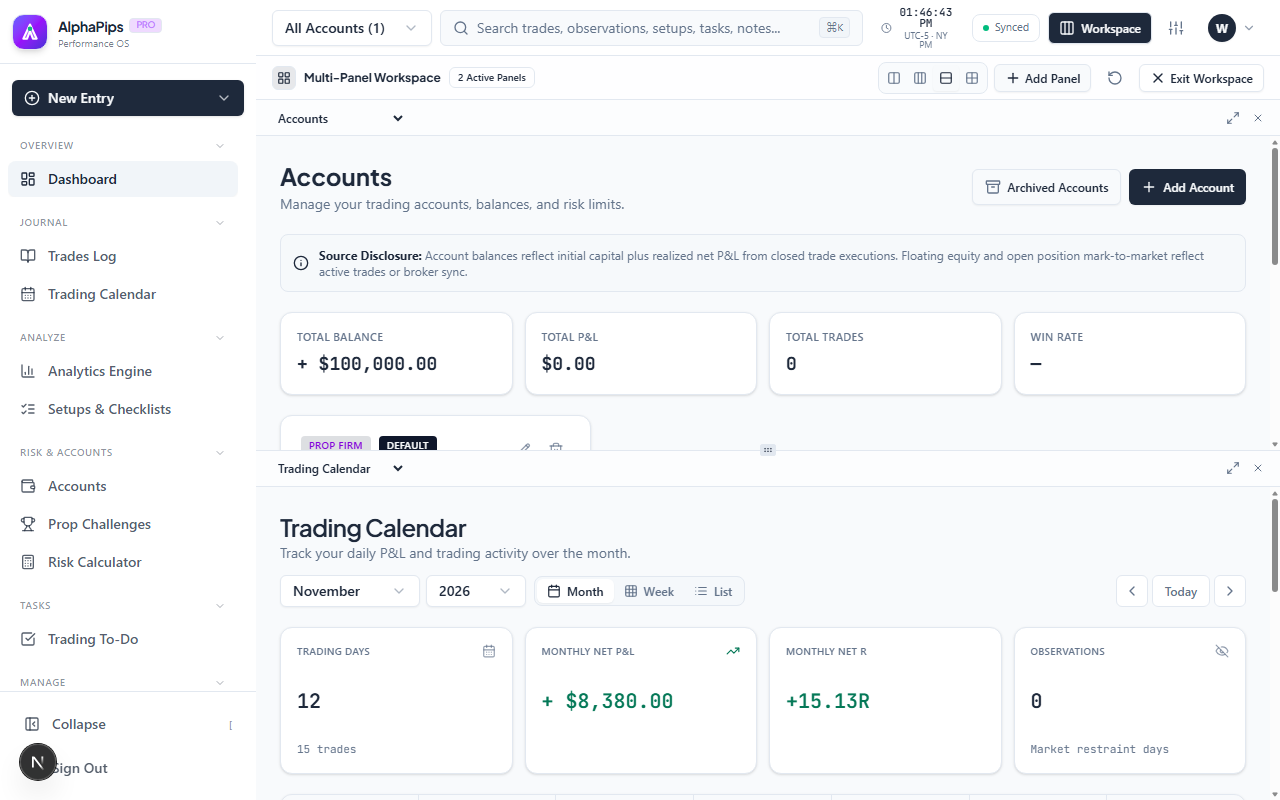 AlphaPips PRO
Performance OS
All Accounts (1)
Search trades, observations, setups, tasks, notes...
⌘K
01:46:43
PM
UTC-5 · NY
PM
Synced
Workspace
W
New Entry
OVERVIEW
Dashboard
JOURNAL
Trades Log
Trading Calendar
ANALYZE
Analytics Engine
Setups & Checklists
RISK & ACCOUNTS
Accounts
Prop Challenges
Risk Calculator
TASKS
Trading To-Do
MANAGE
Collapse [
N
Sign Out
Multi-Panel Workspace
2 Active Panels
Add Panel
Exit Workspace
Accounts
Accounts
Manage your trading accounts, balances, and risk limits.
Archived Accounts
Add Account
Source Disclosure: Account balances reflect initial capital plus realized net P&L from closed trade executions. Floating equity and open position mark-to-market reflect
active trades or broker sync.
TOTAL BALANCE
+ $100,000.00
TOTAL P&L
$0.00
TOTAL TRADES
0
WIN RATE
—
PROP FIRM
DEFAULT
Trading Calendar
Trading Calendar
Track your daily P&L and trading activity over the month.
November
2026
Month
Week
List
Today
TRADING DAYS
12
15 trades
MONTHLY NET P&L
+ $8,380.00
MONTHLY NET R
+15.13R
OBSERVATIONS
0
Market restraint days